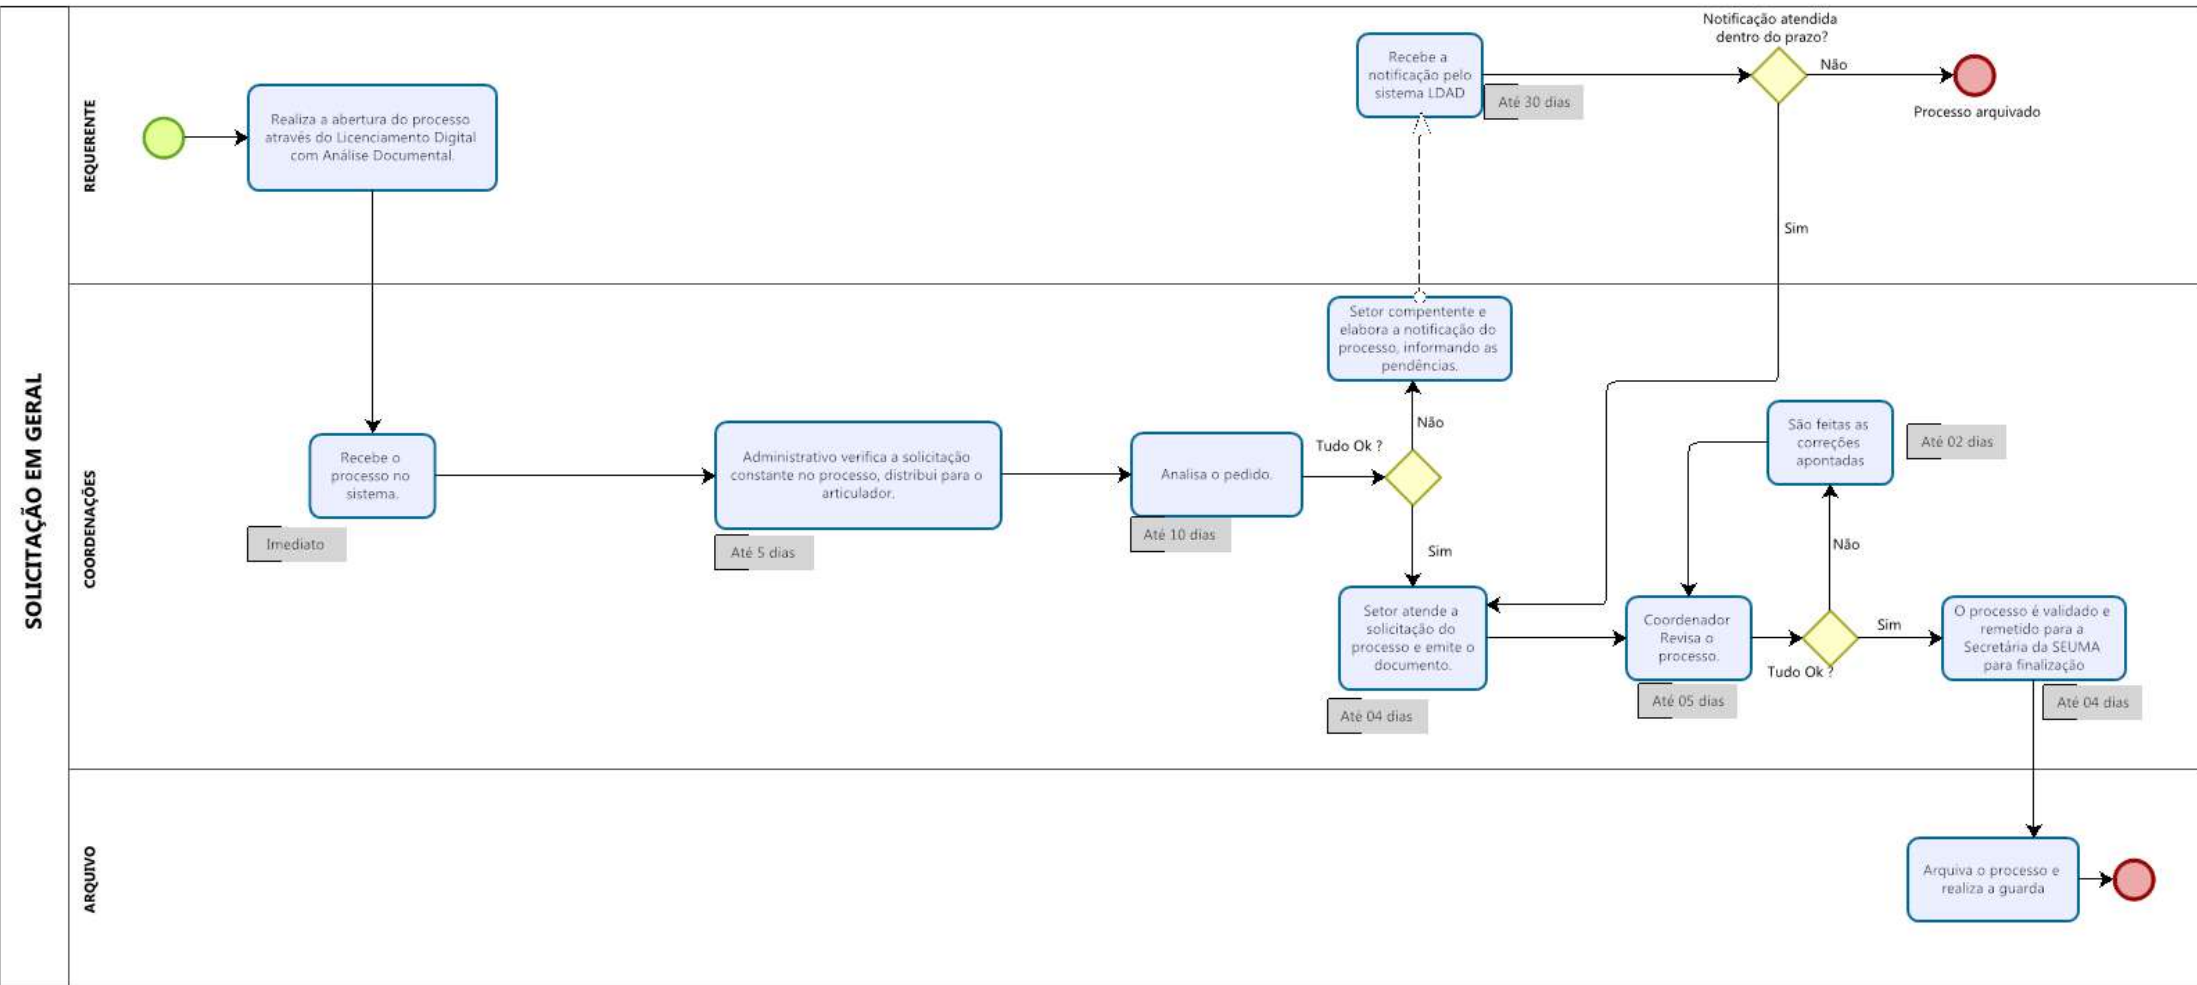 SOLICITAÇÃO EM GERAL
REQUERENTE
Realiza a abertura do processo
através do Licenciamento Digital
com Análise Documental.
Recebe a
notificação pelo
sistema LDAD
Até 30 dias
Notificação atendida
dentro do prazo?
Não
Processo arquivado
Sim
COORDENAÇÕES
Recebe o
processo no
sistema.
Imediato
Administrativo verifica a solicitação
constante no processo, distribui para o
articulador.
Até 5 dias
Analisa o pedido.
Até 10 dias
Tudo Ok ?
Não
Setor compentente e
elabora a notificação do
processo, informando as
pendências.
Sim
Setor atende a
solicitação do
processo e emite o
documento.
Até 04 dias
Coordenador
Revisa o
processo.
Até 05 dias
Tudo Ok ?
Não
São feitas as
correções
apontadas
Até 02 dias
Sim
O processo é validado e
remetido para a
Secretária da SEUMA
para finalização
Até 04 dias
ARQUIVO
Arquiva o processo e
realiza a guarda